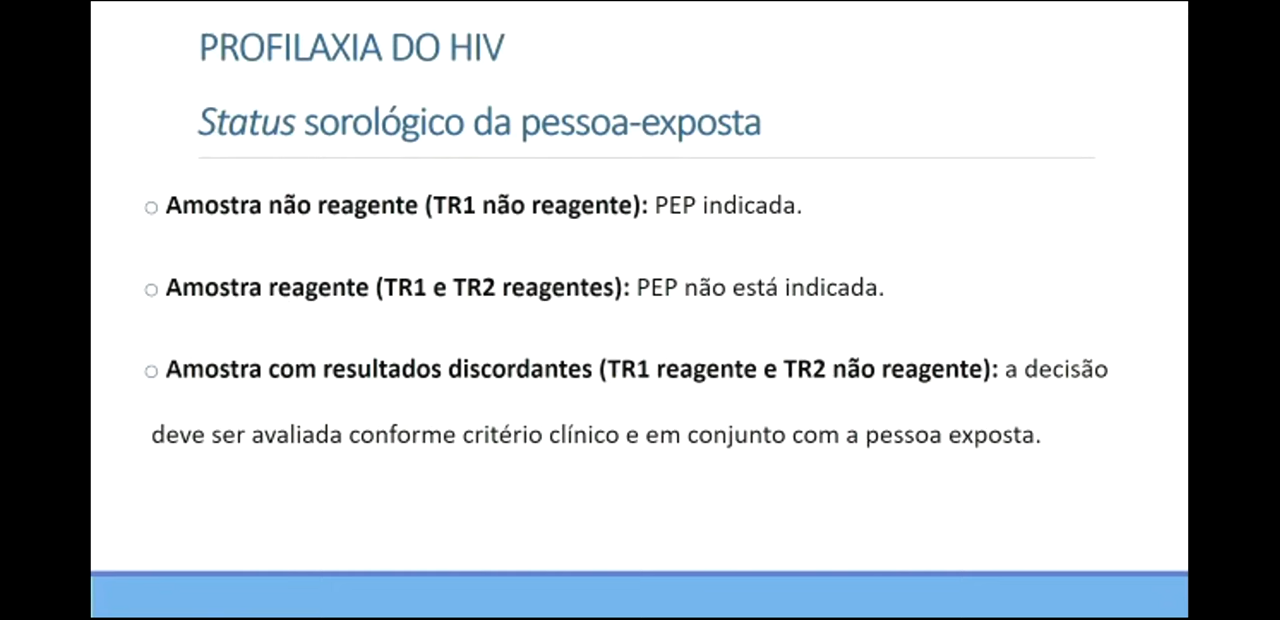 PROFILAXIA DO HIV
Status sorológico da pessoa-exposta
○ Amostra não reagente (TR1 não reagente): PEP indicada.
○ Amostra reagente (TR1 e TR2 reagentes): PEP não está indicada.
○ Amostra com resultados discordantes (TR1 reagente e TR2 não reagente): a decisão
deve ser avaliada conforme critério clínico e em conjunto com a pessoa exposta.